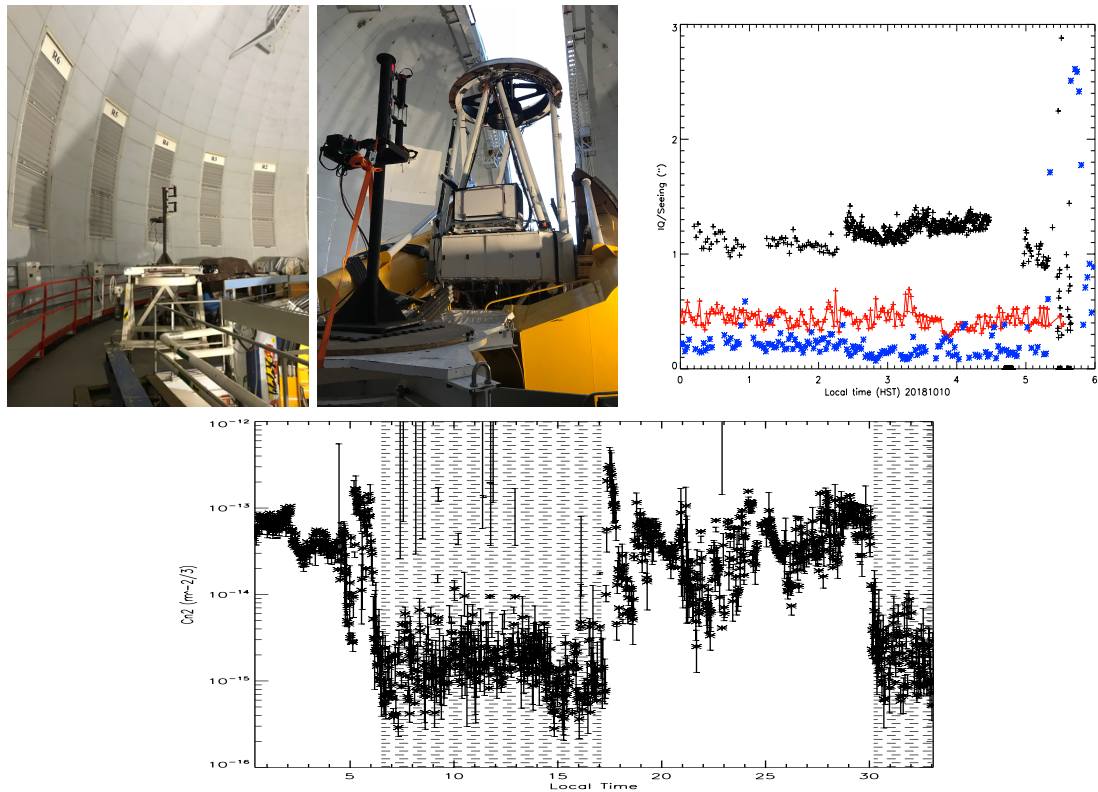 R6
R5
R4
R3
R2
3
2
1
0
IQ/Seeing (")
0 1 2 3 4 5 6
Local time (HST) 20181010
10^-12
10^-13
10^-14
10^-15
10^-16
Cn2 (m^-2/3)
5 10 15 20 25 30
Local Time